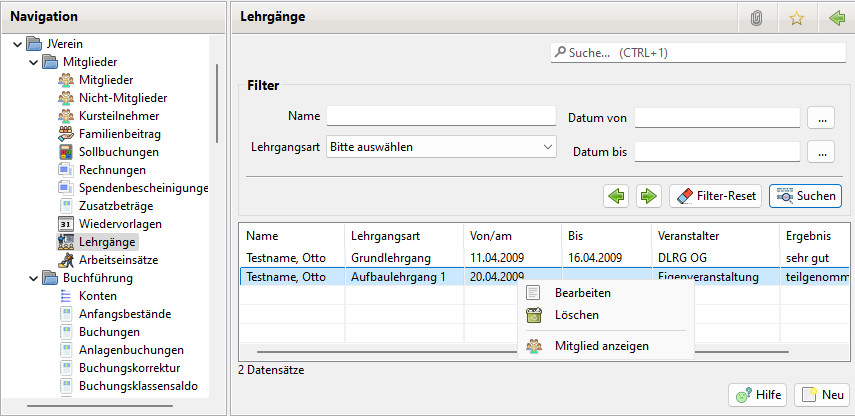 Navigation
JVerein
Mitglieder
Mitglieder
Nicht-Mitglieder
Kursteilnehmer
Familienbeitrag
Sollbuchungen
Rechnungen
Spendenbescheinigunge
Zusatzbeträge
31 Wiedervorlagen
Lehrgänge
Arbeitseinsätze
Buchführung
Konten
Anfangsbestände
Buchungen
Anlagenbuchungen
Buchungskorrektur
Buchungsklassensaldo
Lehrgänge
Suche... (CTRL+1)
Filter
Name
Datum von ...
Lehrgangsart Bitte auswählen
Datum bis ...
Filter-Reset Suchen
Name Lehrgangsart Von/am Bis Veranstalter Ergebnis
Testname, Otto Grundlehrgang 11.04.2009 16.04.2009 DLRG OG sehr gut
Testname, Otto Aufbaulehrgang 1 20.04.2009 Eigenveranstaltung teilgenomm
Bearbeiten
Löschen
Mitglied anzeigen
2 Datensätze
Hilfe Neu